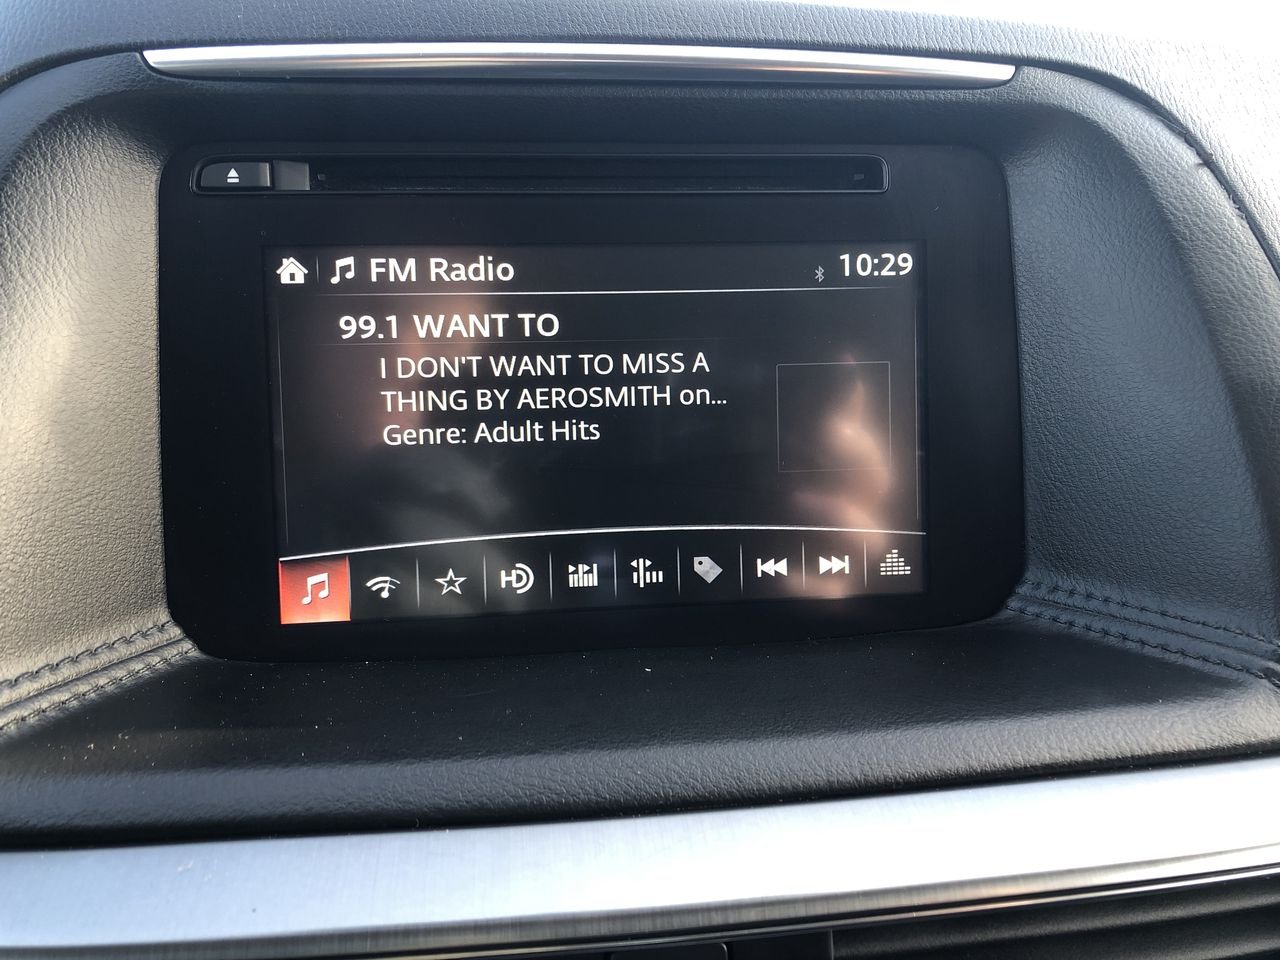 FM Radio 10:29
99.1 WANT TO
I DON'T WANT TO MISS A
THING BY AEROSMITH on...
Genre: Adult Hits
HD